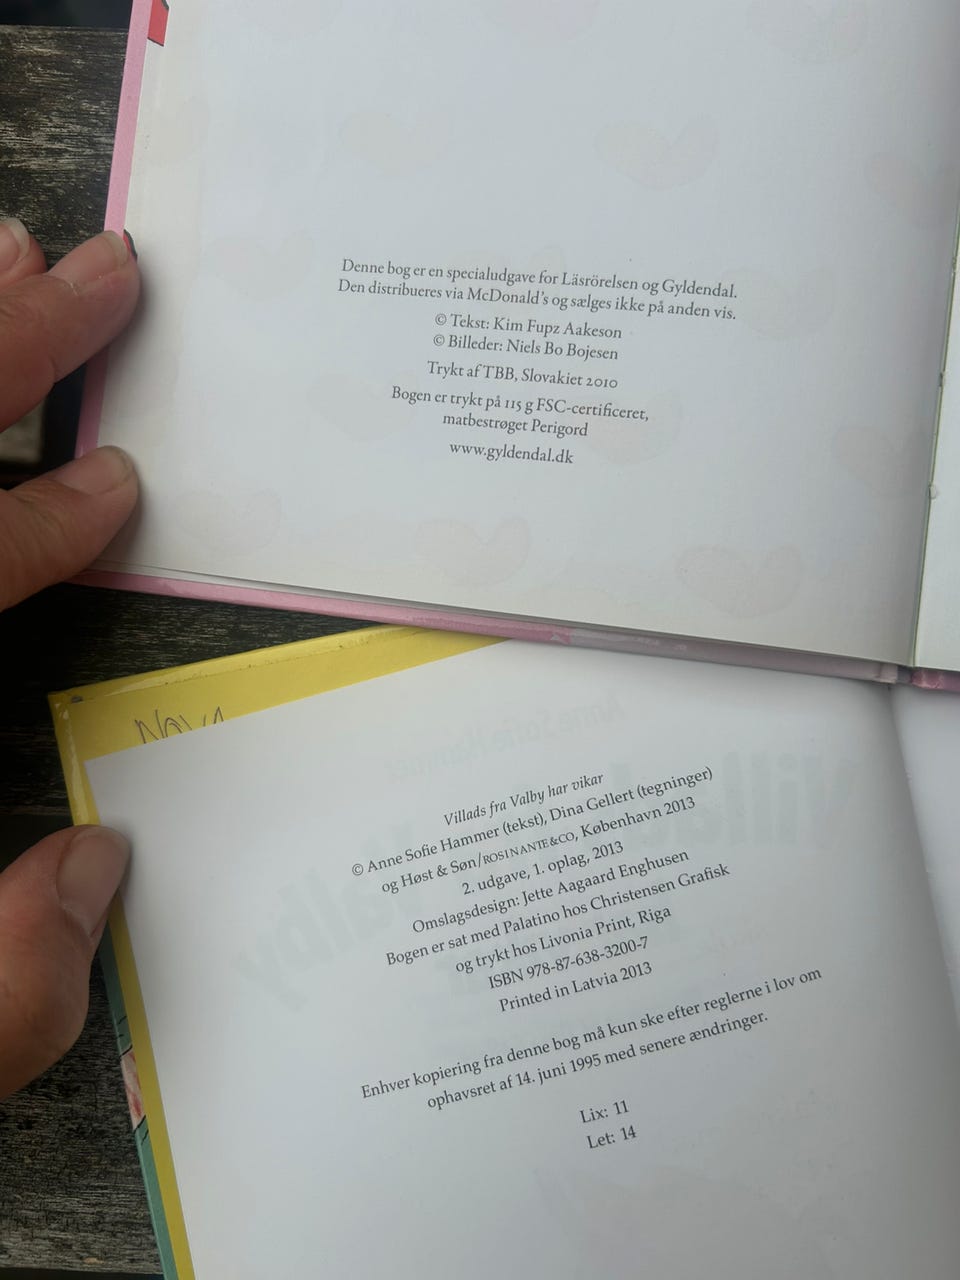 Denne bog er en specialudgave for Läsrörelsen og Gyldendal.
Den distribueres via McDonald's og sælges ikke på anden vis.
© Tekst: Kim Fupz Aakeson
© Billeder: Niels Bo Bojesen
Trykt af TBB, Slovakiet 2010
Bogen er trykt på 115 g FSC-certificeret,
matbestrøget Perigord
www.gyldendal.dk
Villads fra Valby har vikar
© Anne Sofie Hammer (tekst), Dina Gellert (tegninger)
og Høst & Søn/ROSINANTE&CO, København 2013
2. udgave, 1. oplag, 2013
Omslagsdesign: Jette Aagaard Enghusen
Bogen er sat med Palatino hos Christensen Grafisk
og trykt hos Livonia Print, Riga
ISBN 978-87-638-3200-7
Printed in Latvia 2013
Enhver kopiering fra denne bog må kun ske efter reglerne i lov om
ophavsret af 14. juni 1995 med senere ændringer.
Lix: 11
Let: 14